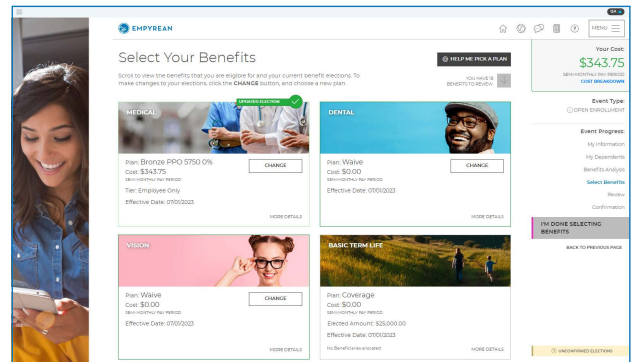 QA
EMPYREAN
MENU
Select Your Benefits
HELP ME PICK A PLAN
Scroll to view the benefits that you are eligible for and your current benefit elections. To
make changes to your elections, click the CHANGE button, and choose a new plan.
YOU HAVE 18
BENEFITS TO REVIEW
UPDATED ELECTION
MEDICAL
Plan: Bronze PPO 5750 0%
CHANGE
Cost: $343.75
SEMI-MONTHLY PAY PERIOD
Tier: Employee Only
Effective Date: 07/01/2023
MORE DETAILS
DENTAL
Plan: Waive
CHANGE
Cost: $0.00
SEMI-MONTHLY PAY PERIOD
Effective Date: 07/01/2023
MORE DETAILS
VISION
Plan: Waive
CHANGE
Cost: $0.00
SEMI-MONTHLY PAY PERIOD
Effective Date: 07/01/2023
MORE DETAILS
BASIC TERM LIFE
Plan: Coverage
Cost: $0.00
SEMI-MONTHLY PAY PERIOD
Elected Amount: $25,000.00
Effective Date: 07/01/2023
No Beneficiaries allocated
MORE DETAILS
Your Cost:
$343.75
SEMI-MONTHLY PAY PERIOD
COST BREAKDOWN
Event Type:
OPEN ENROLLMENT
Event Progress:
My Information
My Dependents
Benefits Analysis
Select Benefits
Review
Confirmation
I'M DONE SELECTING
BENEFITS
BACK TO PREVIOUS PAGE
UNCONFIRMED ELECTIONS